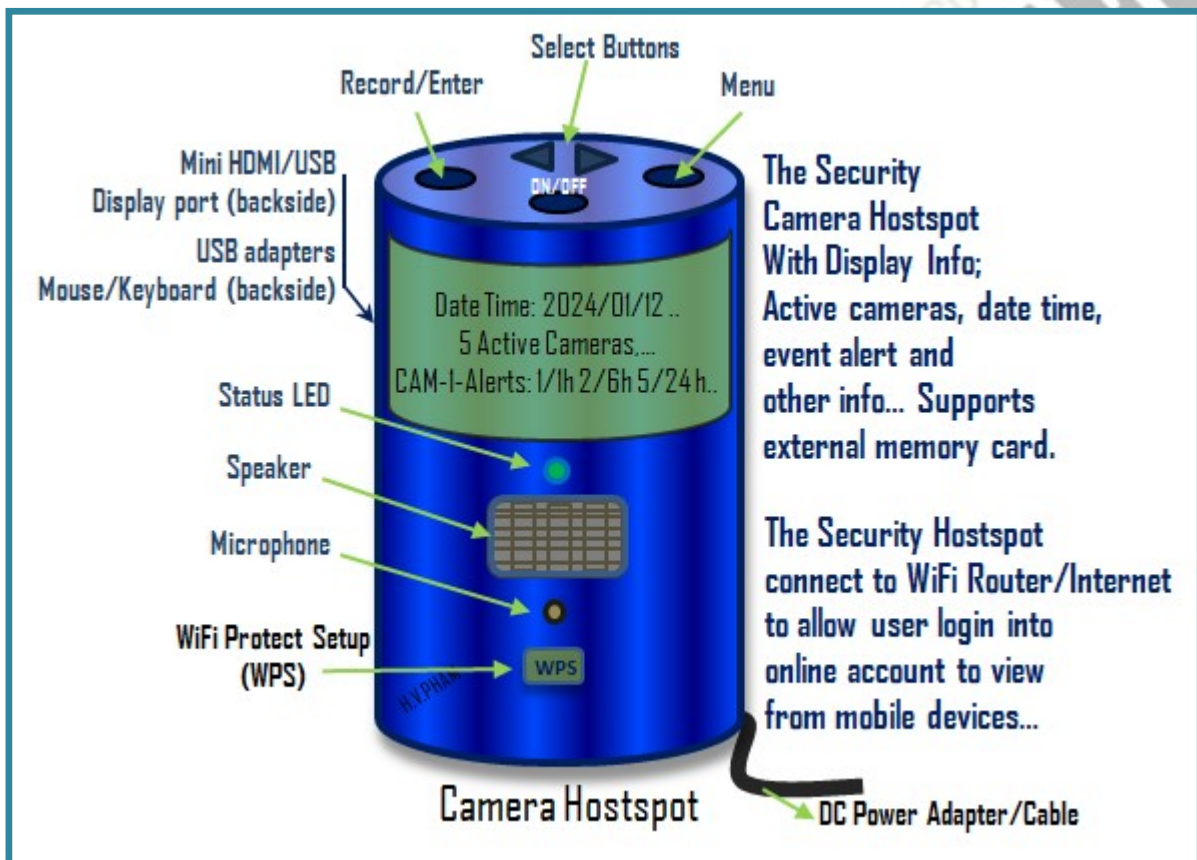 Select Buttons
Record/Enter
Menu
Mini HDMI/USB
Display port (backside)
USB adapters
Mouse/Keyboard (backside)
ON/OFF
Date Time: 2024/01/12 ..
5 Active Cameras,...
CAM-1-Alerts: 1/1h 2/6h 5/24 h..
Status LED
Speaker
Microphone
WiFi Protect Setup
(WPS)
WPS
H.V.PHAM
The Security
Camera Hostspot
With Display Info;
Active cameras, date time,
event alert and
other info... Supports
external memory card.
The Security Hostspot
connect to WiFi Router/Internet
to allow user login into
online account to view
from mobile devices...
Camera Hostspot
DC Power Adapter/Cable